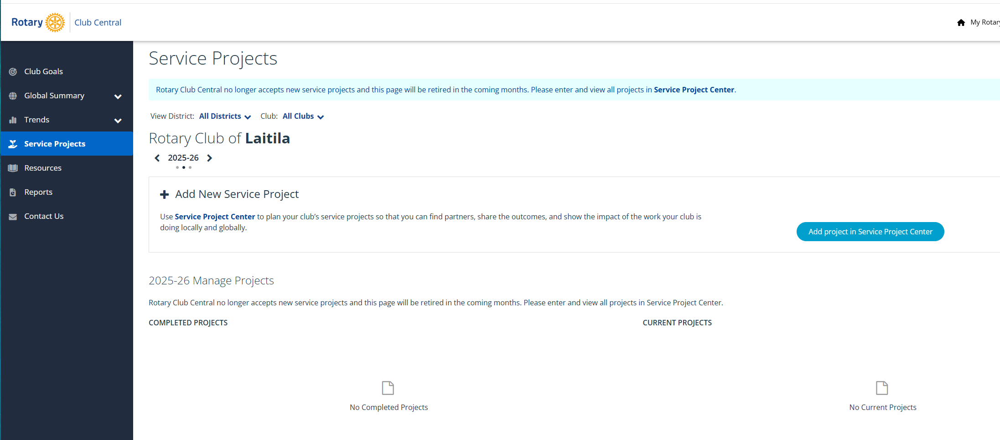 Rotary
Club Central
My Rotary
Club Goals
Global Summary
Trends
Service Projects
Resources
Reports
Contact Us
Service Projects
Rotary Club Central no longer accepts new service projects and this page will be retired in the coming months. Please enter and view all projects in Service Project Center.
View District: All Districts Club: All Clubs
Rotary Club of Laitila
2025-26
Add New Service Project
Use Service Project Center to plan your club’s service projects so that you can find partners, share the outcomes, and show the impact of the work your club is
doing locally and globally.
Add project in Service Project Center
2025-26 Manage Projects
Rotary Club Central no longer accepts new service projects and this page will be retired in the coming months. Please enter and view all projects in Service Project Center.
COMPLETED PROJECTS
CURRENT PROJECTS
No Completed Projects
No Current Projects